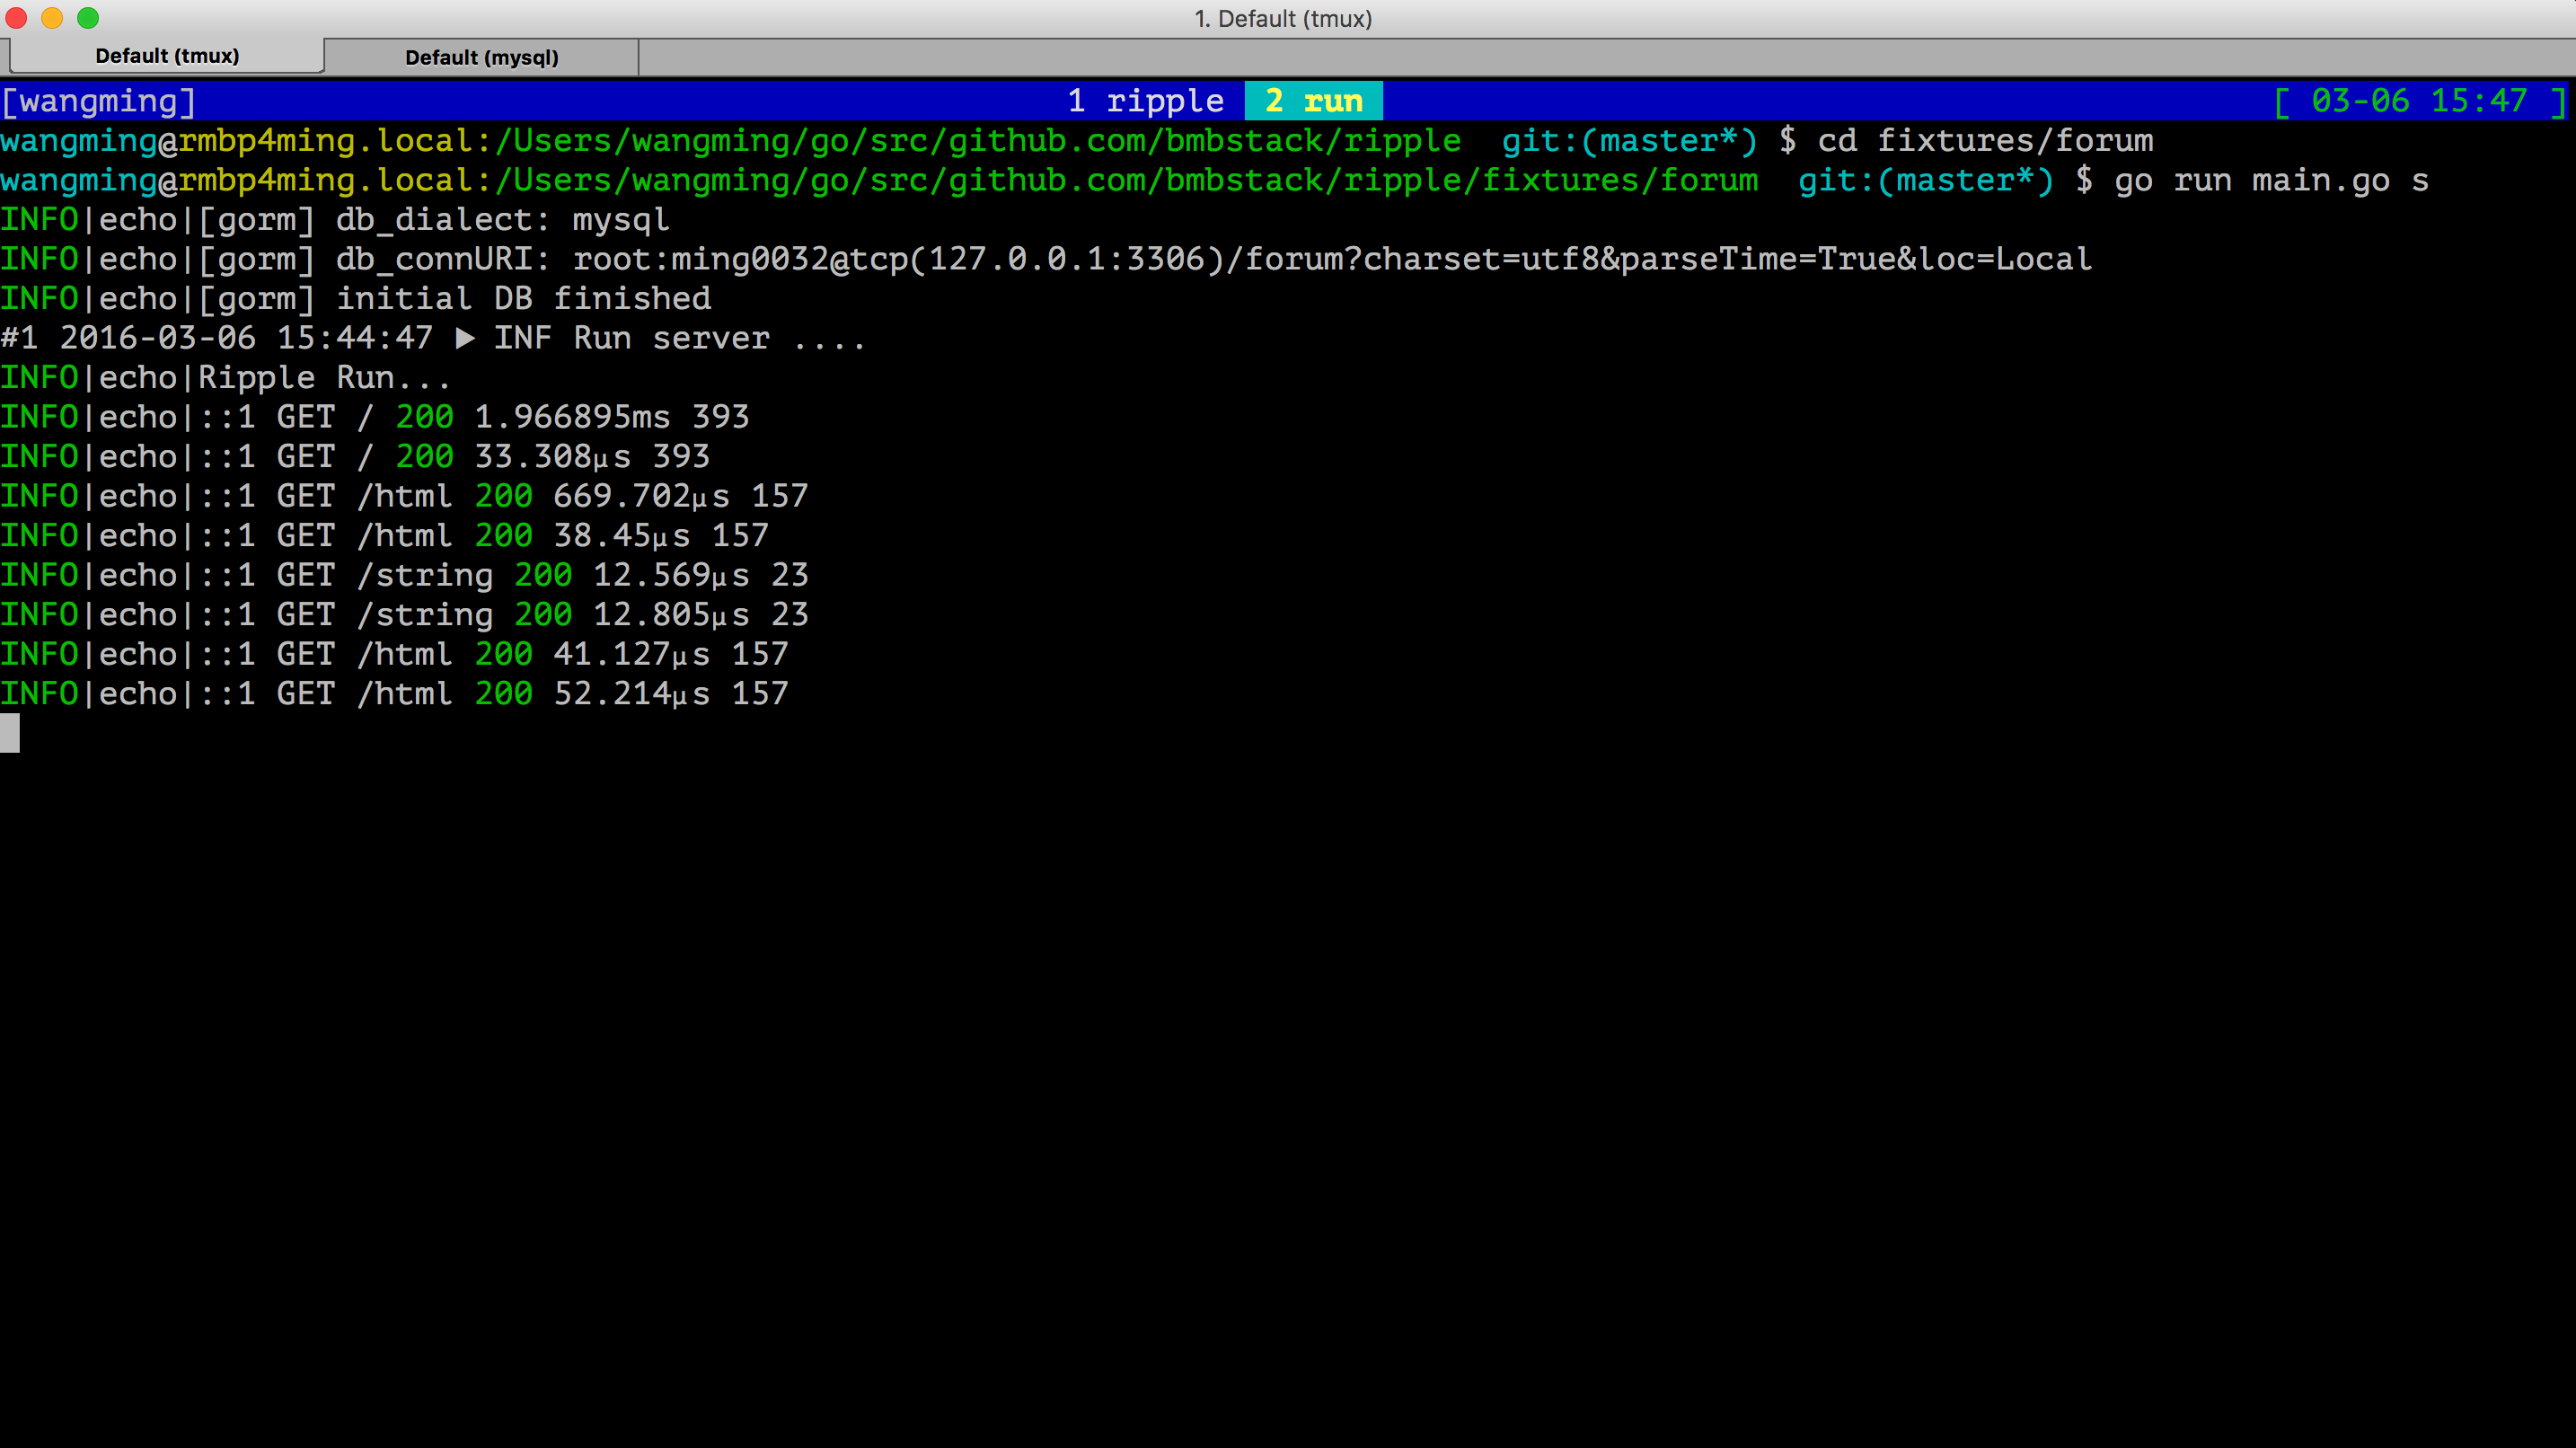 1. Default (tmux)
Default (tmux) Default (mysql)
[wangming] 1 ripple 2 run [ 03-06 15:47 ]
wangming@rmbp4ming.local:/Users/wangming/go/src/github.com/bmbstack/ripple git:(master*) $ cd fixtures/forum
wangming@rmbp4ming.local:/Users/wangming/go/src/github.com/bmbstack/ripple/fixtures/forum git:(master*) $ go run main.go s
INFO|echo|[gorm] db_dialect: mysql
INFO|echo|[gorm] db_connURI: root:ming0032@tcp(127.0.0.1:3306)/forum?charset=utf8&parseTime=True&loc=Local
INFO|echo|[gorm] initial DB finished
#1 2016-03-06 15:44:47 ▶ INF Run server ....
INFO|echo|Ripple Run...
INFO|echo|::1 GET / 200 1.966895ms 393
INFO|echo|::1 GET / 200 33.308µs 393
INFO|echo|::1 GET /html 200 669.702µs 157
INFO|echo|::1 GET /html 200 38.45µs 157
INFO|echo|::1 GET /string 200 12.569µs 23
INFO|echo|::1 GET /string 200 12.805µs 23
INFO|echo|::1 GET /html 200 41.127µs 157
INFO|echo|::1 GET /html 200 52.214µs 157